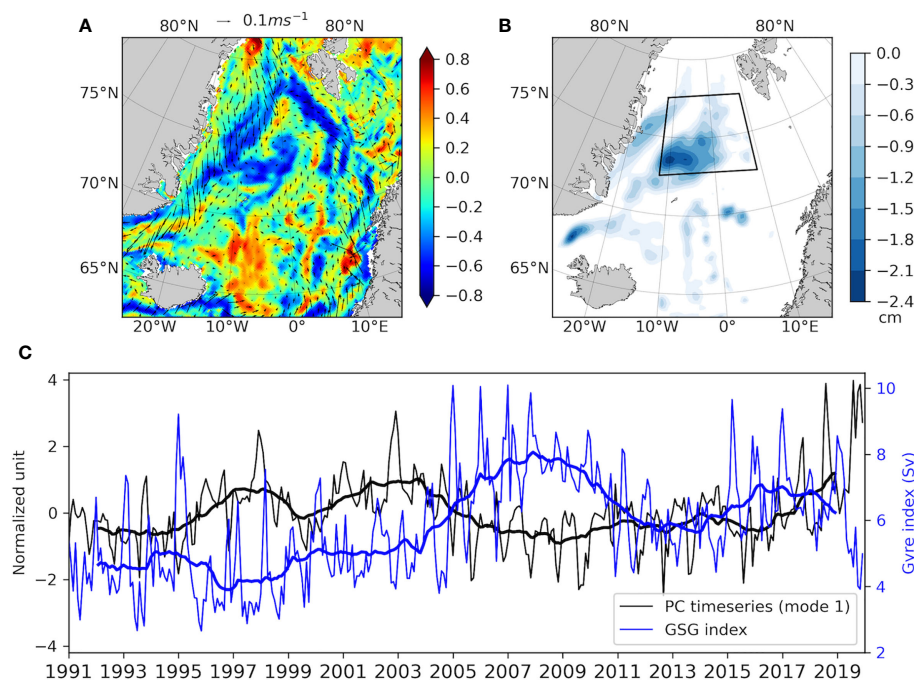 A
→ 0.1ms⁻¹
80°N
80°N
75°N
70°N
65°N
20°W
10°W
0°
10°E
0.8
0.6
0.4
0.2
0.0
−0.2
−0.4
−0.6
−0.8
B
80°N
80°N
75°N
70°N
65°N
20°W
10°W
0°
10°E
0.0
−0.3
−0.6
−0.9
−1.2
−1.5
−1.8
−2.1
−2.4
cm
C
Normalized unit
4
2
0
−2
−4
10
8
6
4
2
Gyre index (Sv)
PC timeseries (mode 1)
GSG index
1991 1993 1995 1997 1999 2001 2003 2005 2007 2009 2011 2013 2015 2017 2019